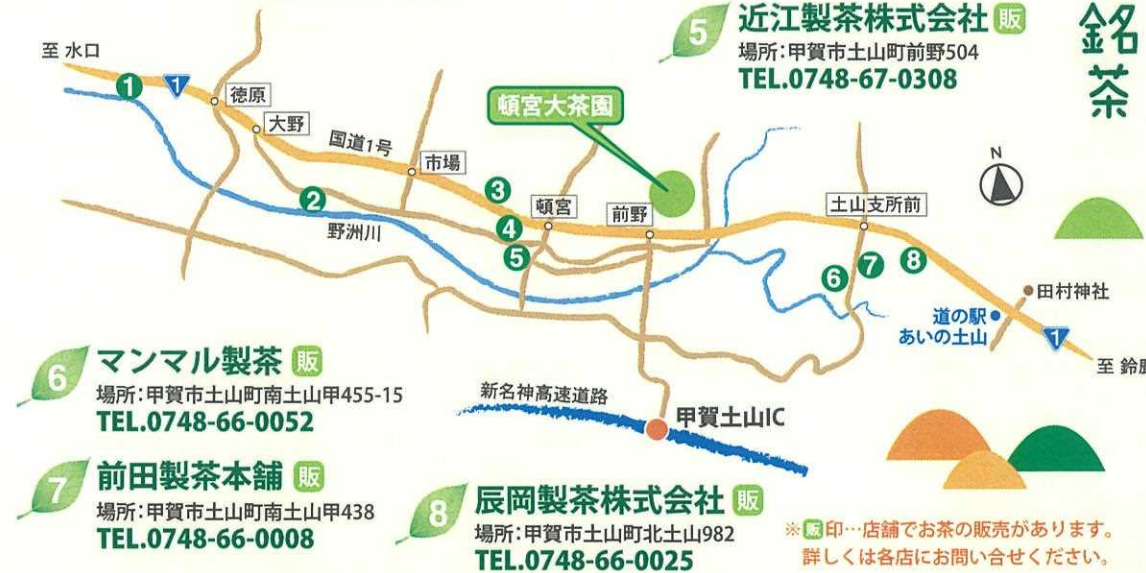 銘茶
5 近江製茶株式会社 販
場所:甲賀市土山町前野504
TEL.0748-67-0308
至 水口
1
1
徳原
大野
国道1号
市場
頓宮大茶園
2
野洲川
3
4
5
頓宮
前野
土山支所前
N
6
7
8
田村神社
道の駅
あいの土山
1
至 鈴鹿
新名神高速道路
甲賀土山IC
6 マンマル製茶 販
場所:甲賀市土山町南土山甲455-15
TEL.0748-66-0052
7 前田製茶本舗 販
場所:甲賀市土山町南土山甲438
TEL.0748-66-0008
8 辰岡製茶株式会社 販
場所:甲賀市土山町北土山982
TEL.0748-66-0025
※販印…店舗でお茶の販売があります。
詳しくは各店にお問い合せください。